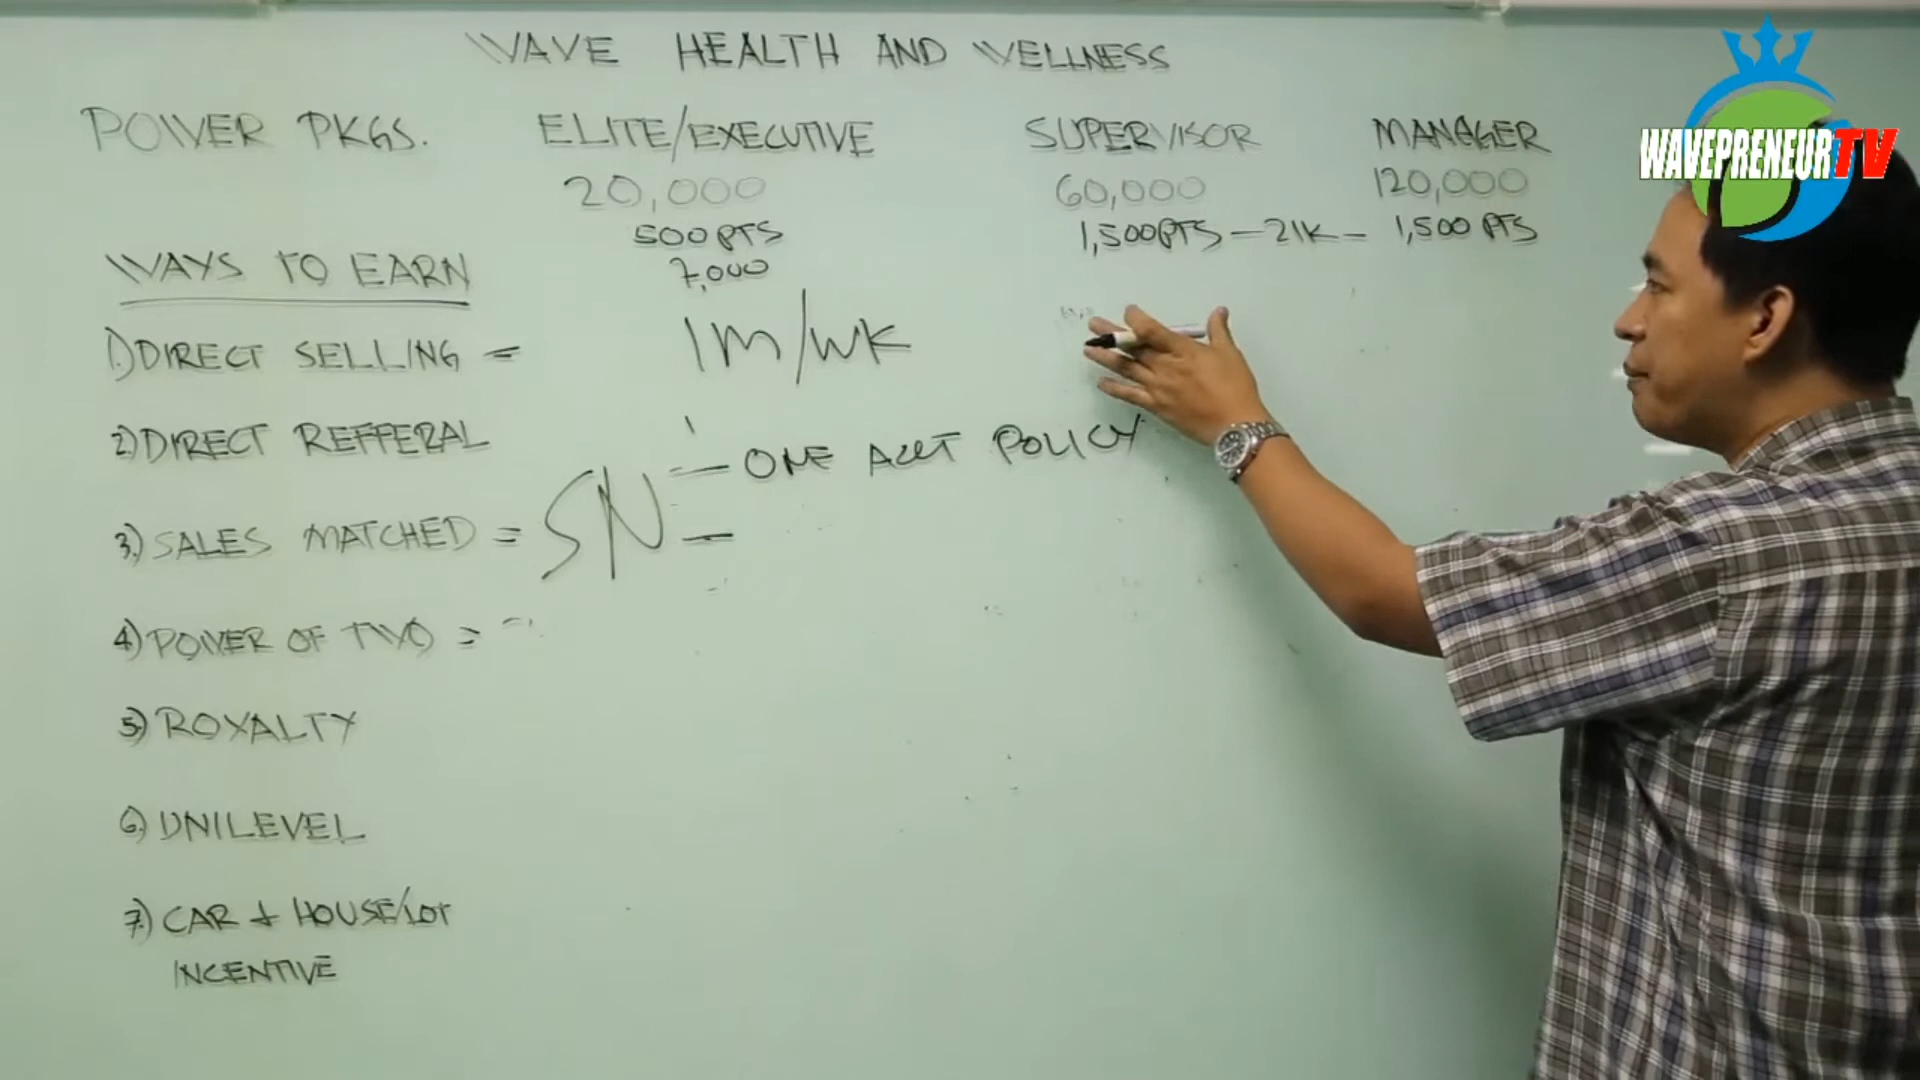 WAVE HEALTH AND WELLNESS
POWER PKGS. ELITE/EXECUTIVE SUPERVISOR MANAGER
20,000 60,000 120,000
500 PTS 1,500 PTS - 21K - 1,500 PTS
7,000
WAYS TO EARN
1.) DIRECT SELLING = 1M/WK
2) DIRECT REFFERAL
- ONE ACCT POLICY
3.) SALES MATCHED = SN -
4) POWER OF TWO =
5) ROYALTY
6) UNILEVEL
7.) CAR + HOUSE/LOT
INCENTIVE
WAVEPRENEUR TV